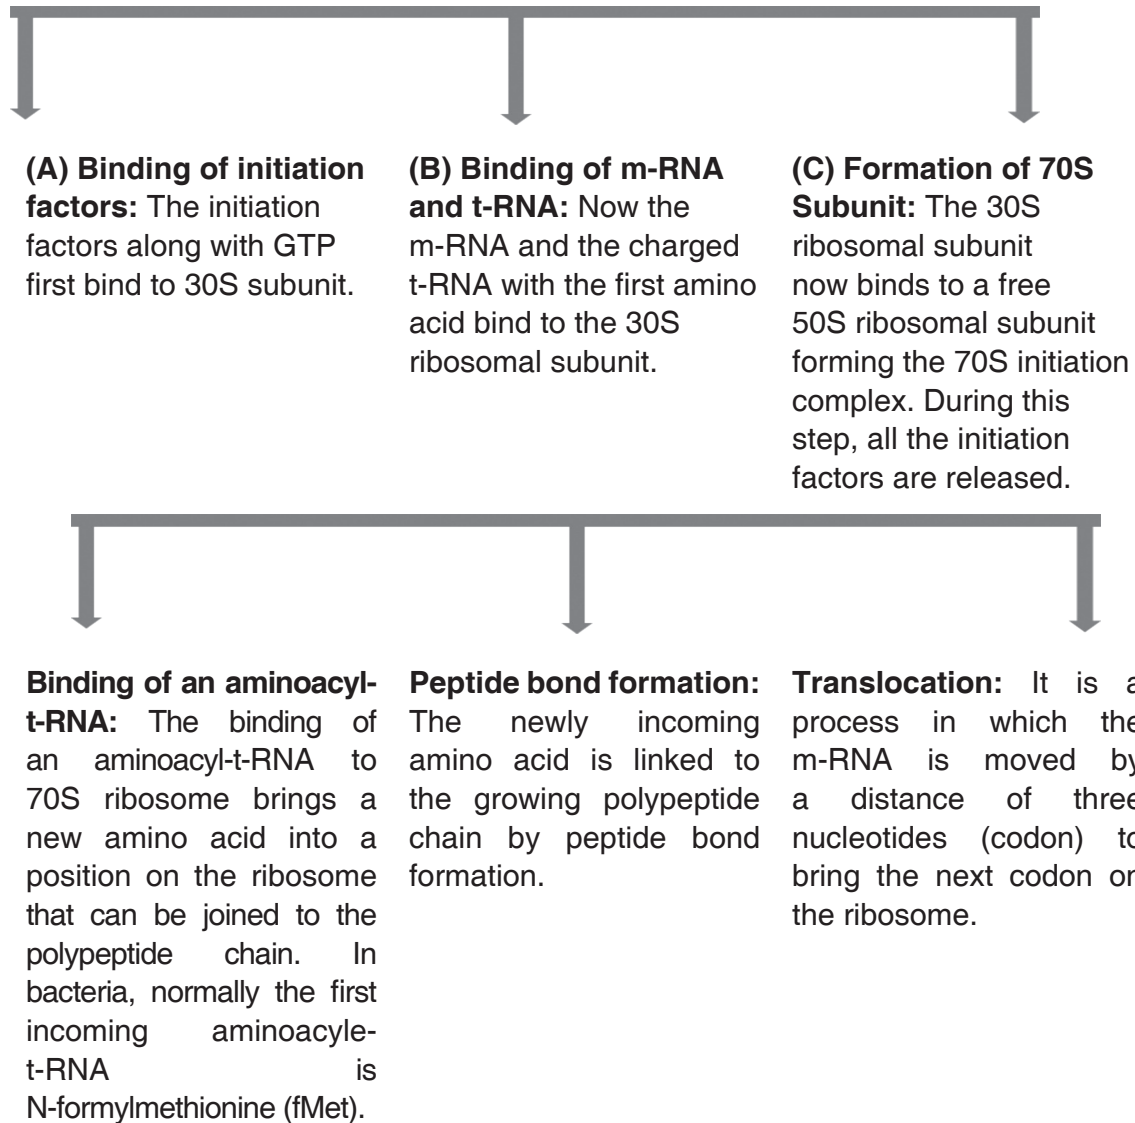 (A) Binding of initiation
factors: The initiation
factors along with GTP
first bind to 30S subunit.
(B) Binding of m-RNA
and t-RNA: Now the
m-RNA and the charged
t-RNA with the first amino
acid bind to the 30S
ribosomal subunit.
(C) Formation of 70S
Subunit: The 30S
ribosomal subunit
now binds to a free
50S ribosomal subunit
forming the 70S initiation
complex. During this
step, all the initiation
factors are released.
Binding of an aminoacyl-
t-RNA: The binding of
an aminoacyl-t-RNA to
70S ribosome brings a
new amino acid into a
position on the ribosome
that can be joined to the
polypeptide chain. In
bacteria, normally the first
incoming aminoacyle-
t-RNA is
N-formylmethionine (fMet).
Peptide bond formation:
The newly incoming
amino acid is linked to
the growing polypeptide
chain by peptide bond
formation.
Translocation: It is a
process in which the
m-RNA is moved by
a distance of three
nucleotides (codon) to
bring the next codon on
the ribosome.